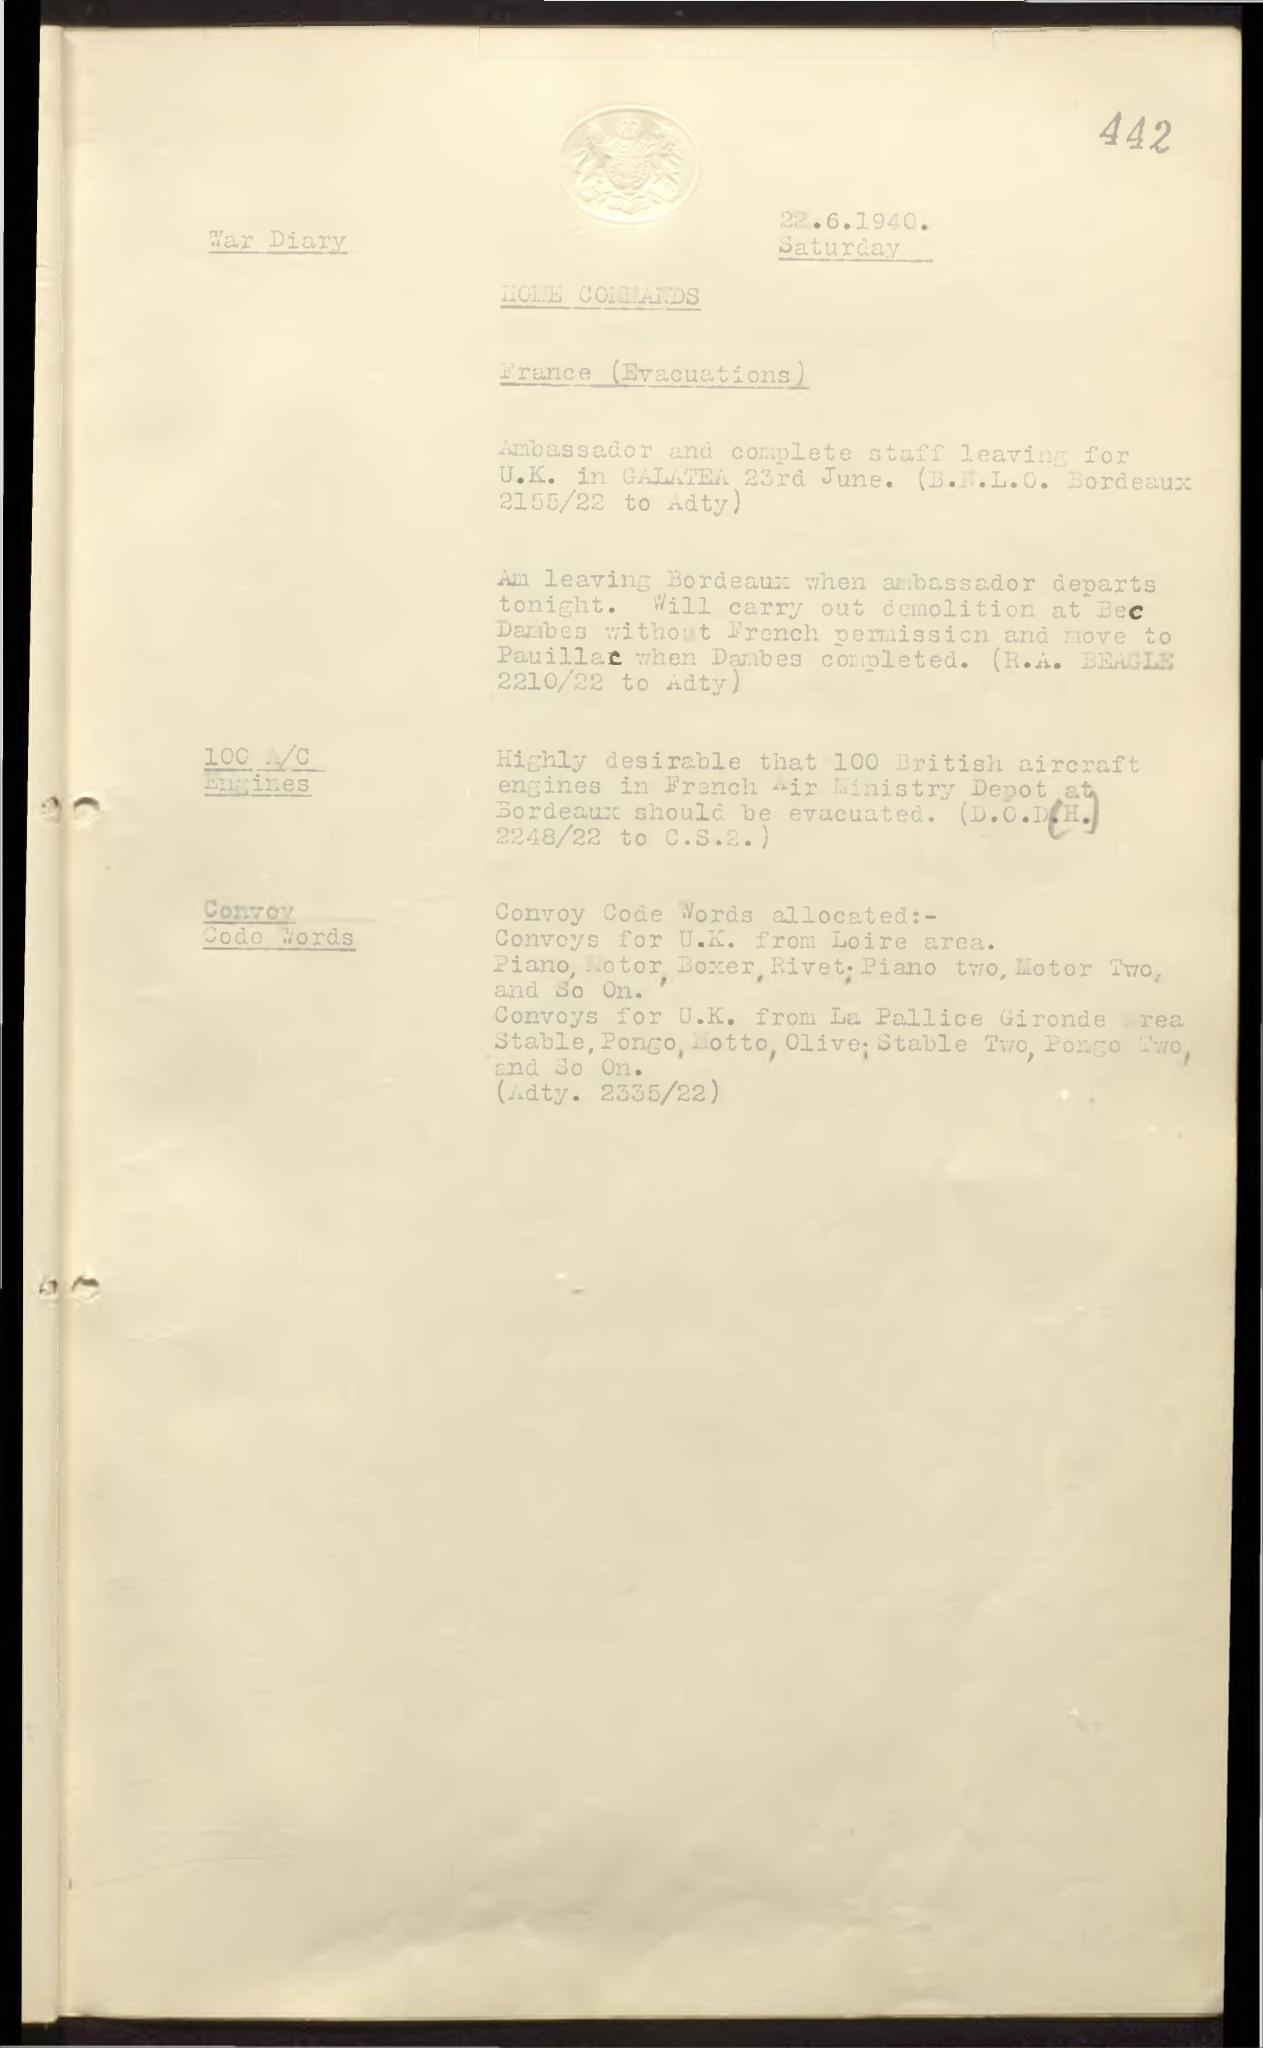 442
War Diary
22.6.1940.
Saturday
HOME COMMANDS
France (Evacuations)
Ambassador and complete staff leaving for
U.K. in GALATEA 23rd June. (B.N.L.O. Bordeaux
2155/22 to Adty)
Am leaving Bordeaux when ambassador departs
tonight. Will carry out demolition at Bec
Dambes without French permission and move to
Pauillac when Dambes completed. (R.A. BEAGLE
2210/22 to Adty)
100 A/C
Engines
Highly desirable that 100 British aircraft
engines in French Air Ministry Depot at
Bordeaux should be evacuated. (D.O.D(.H.)
2248/22 to C.S.2.)
Convoy
Code Words
Convoy Code Words allocated:-
Convoys for U.K. from Loire area.
Piano, Motor, Boxer, Rivet; Piano two, Motor Two,
and So On.
Convoys for U.K. from La Pallice Gironde Area
Stable, Pongo, Motto, Olive; Stable Two, Pongo Two,
and So On.
(Adty. 2335/22)